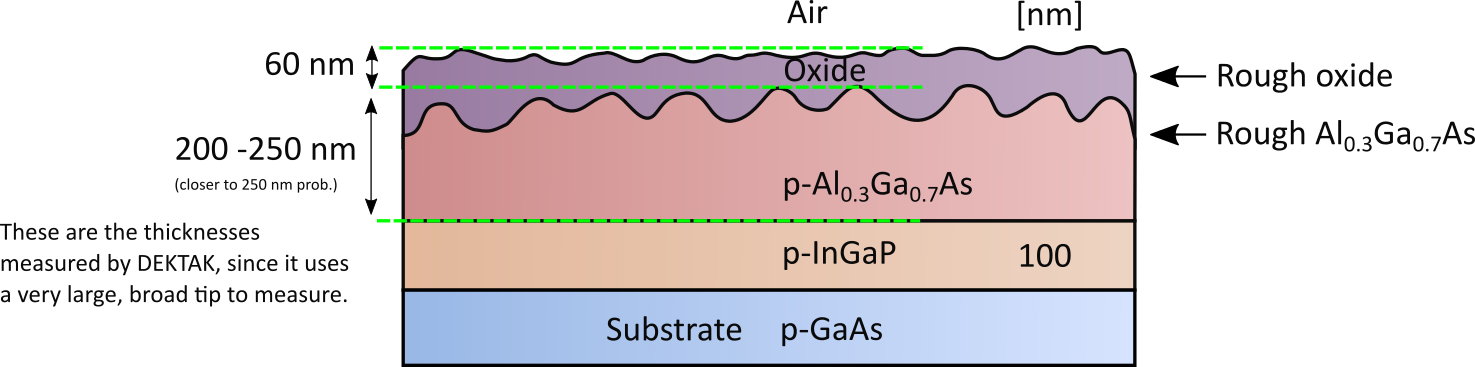 Air [nm]
60 nm
Oxide
Rough oxide
Rough Al₀.₃Ga₀.₇As
200 -250 nm
(closer to 250 nm prob.)
p-Al₀.₃Ga₀.₇As
These are the thicknesses
measured by DEKTAK, since it uses
a very large, broad tip to measure.
p-InGaP 100
Substrate p-GaAs